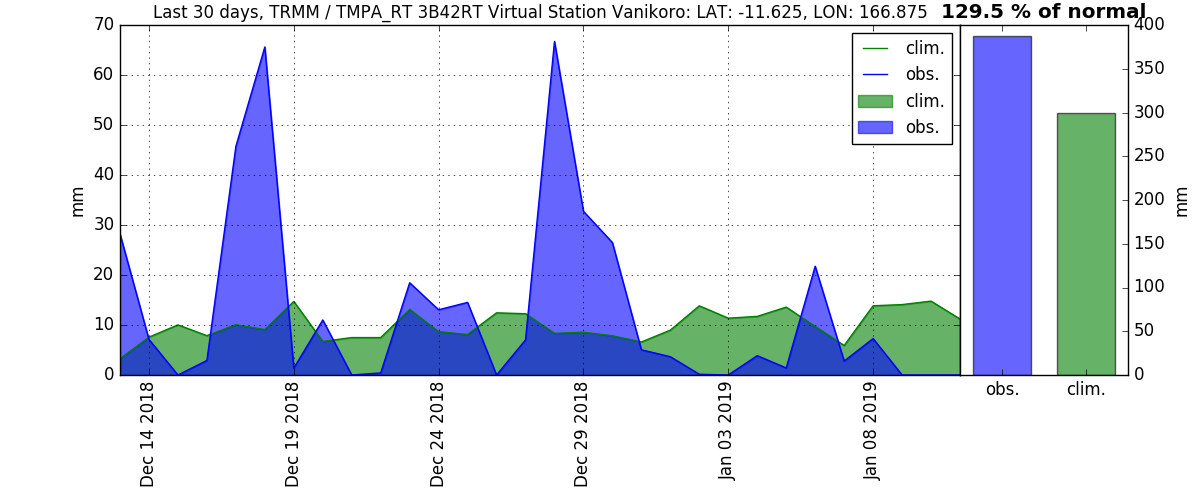 Last 30 days, TRMM / TMPA_RT 3B42RT Virtual Station Vanikoro: LAT: -11.625, LON: 166.875 129.5 % of normal
70
60
50
40
30
20
10
0
mm
clim.
obs.
clim.
obs.
Dec 14 2018
Dec 19 2018
Dec 24 2018
Dec 29 2018
Jan 03 2019
Jan 08 2019
400
350
300
250
200
150
100
50
0
mm
obs.
clim.